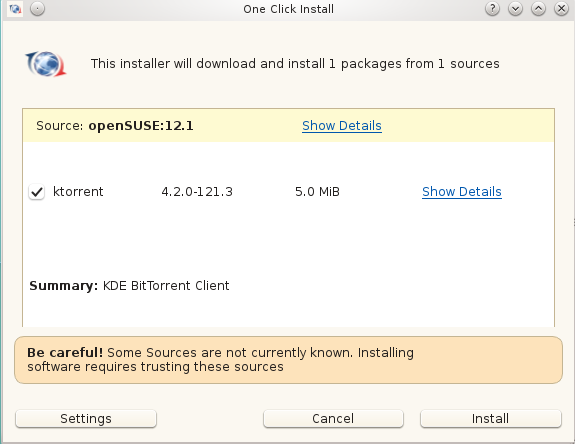 One Click Install
This installer will download and install 1 packages from 1 sources
Source: openSUSE:12.1 Show Details
ktorrent 4.2.0-121.3 5.0 MiB Show Details
Summary: KDE BitTorrent Client
Be careful! Some Sources are not currently known. Installing
software requires trusting these sources
Settings Cancel Install